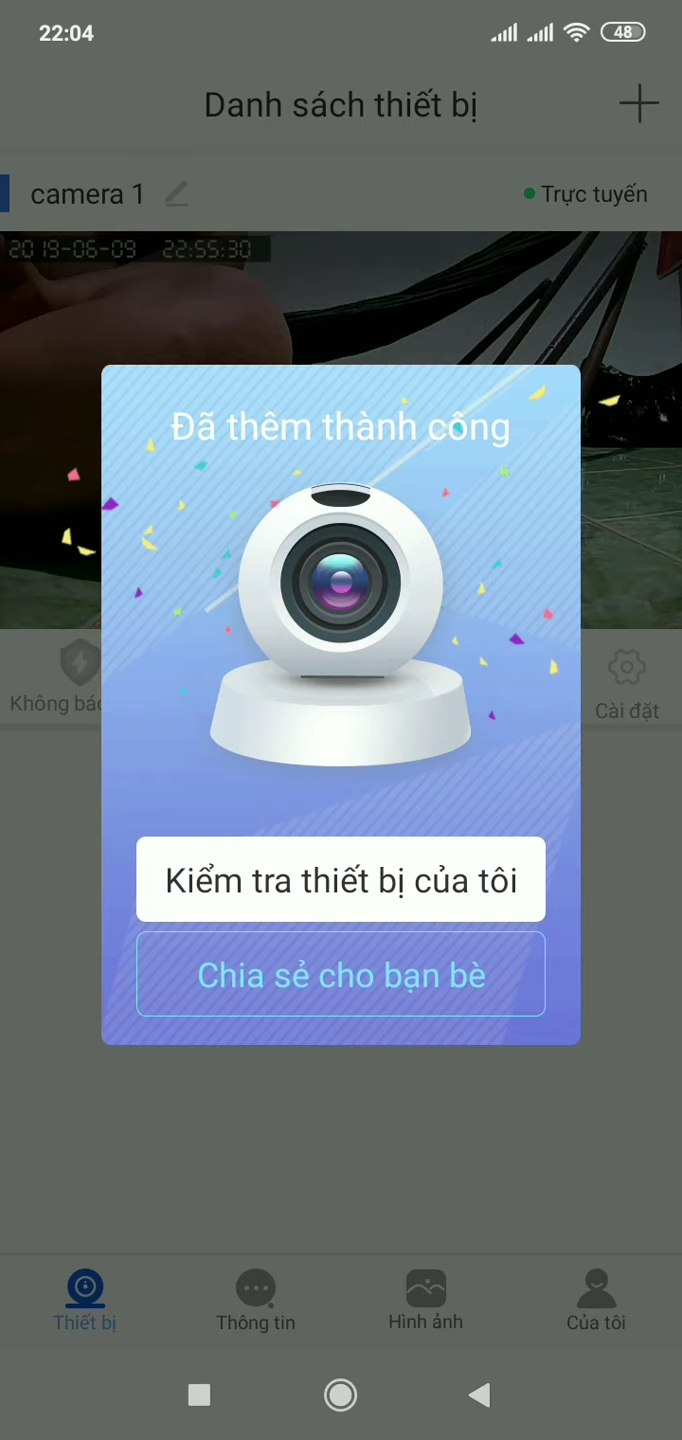 22:04
48
Danh sách thiết bị
camera 1
Trực tuyến
2019-06-09 22:55:30
Đã thêm thành công
Không báo
Cài đặt
Kiểm tra thiết bị của tôi
Chia sẻ cho bạn bè
Thiết bị
Thông tin
Hình ảnh
Của tôi